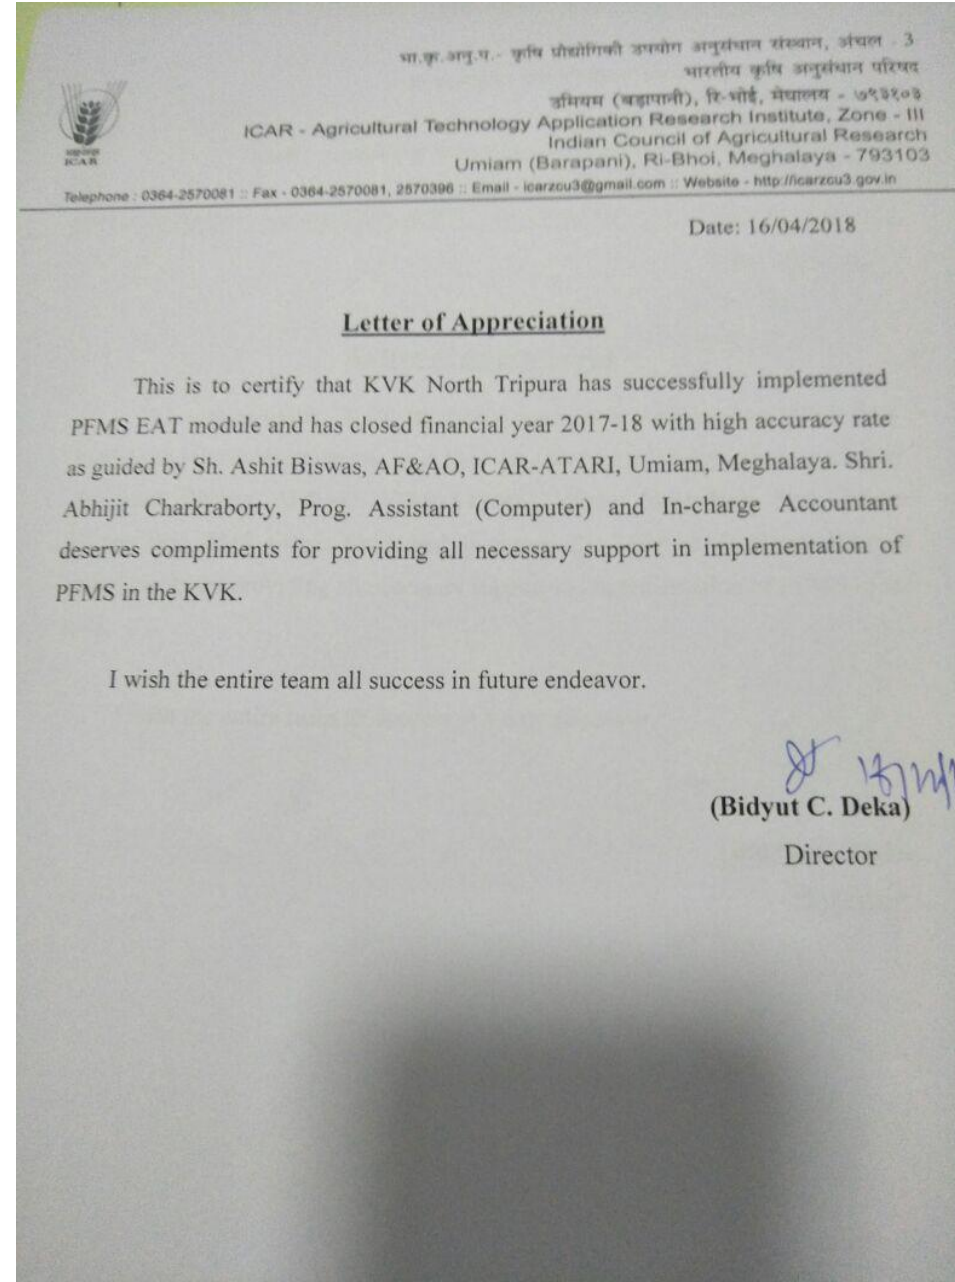 भा.कृ.अनु.प.- कृषि प्रौद्योगिकी उपयोग अनुसंधान संस्थान, अंचल - 3
भारतीय कृषि अनुसंधान परिषद
उमियम (बड़ापानी), रि-भोई, मेघालय - ७९३१०३
ICAR
ICAR - Agricultural Technology Application Research Institute, Zone - III
Indian Council of Agricultural Research
Umiam (Barapani), Ri-Bhoi, Meghalaya - 793103
Telephone : 0364-2570081 :: Fax - 0364-2570081, 2570396 :: Email - icarzcu3@gmail.com :: Website - http://icarzcu3.gov.in
Date: 16/04/2018
Letter of Appreciation
This is to certify that KVK North Tripura has successfully implemented
PFMS EAT module and has closed financial year 2017-18 with high accuracy rate
as guided by Sh. Ashit Biswas, AF&AO, ICAR-ATARI, Umiam, Meghalaya. Shri.
Abhijit Charkraborty, Prog. Assistant (Computer) and In-charge Accountant
deserves compliments for providing all necessary support in implementation of
PFMS in the KVK.
I wish the entire team all success in future endeavor.
(Bidyut C. Deka)
Director